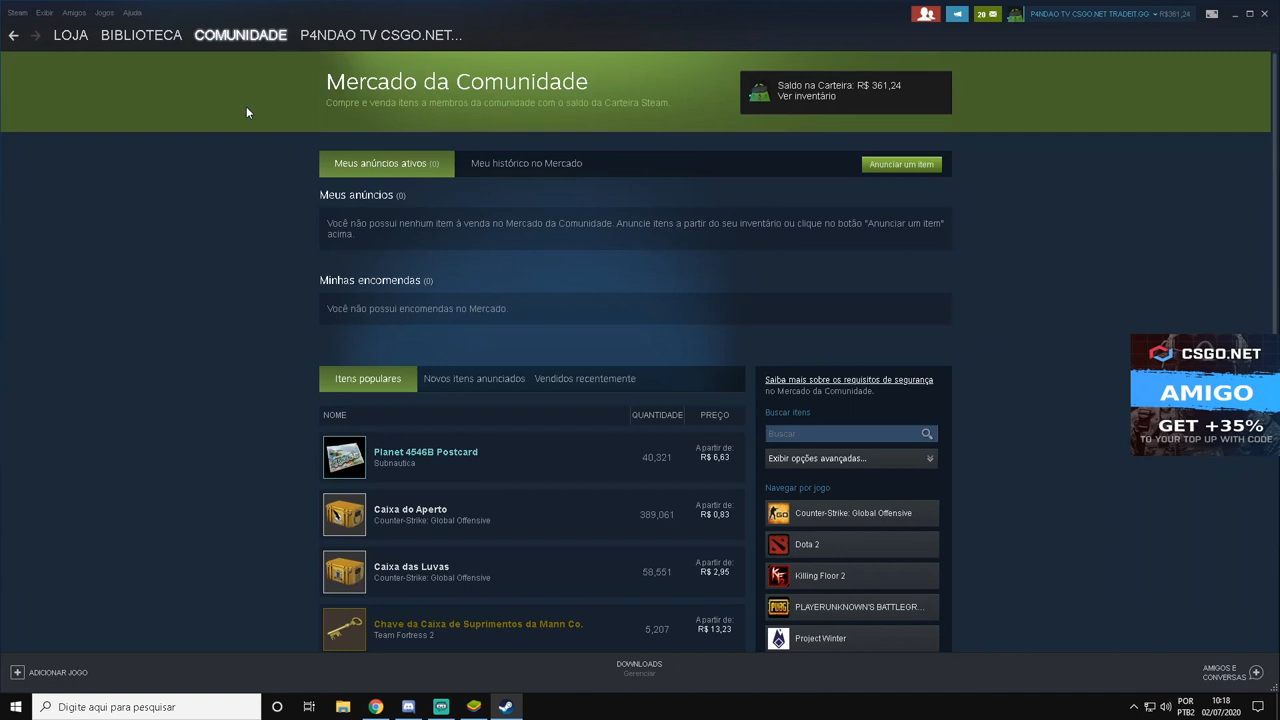 Steam Exibir Amigos Jogos Ajuda
20
P4NDAO TV CSGO.NET TRADEIT.GG R$361,24
LOJA BIBLIOTECA COMUNIDADE P4NDAO TV CSGO.NET...
Mercado da Comunidade
Compre e venda itens a membros da comunidade com o saldo da Carteira Steam.
Saldo na Carteira: R$ 361,24
Ver inventário
Meus anúncios ativos (0)
Meu histórico no Mercado
Anunciar um item
Meus anúncios (0)
Você não possui nenhum item à venda no Mercado da Comunidade. Anuncie itens a partir do seu inventário ou clique no botão "Anunciar um item"
acima.
Minhas encomendas (0)
Você não possui encomendas no Mercado.
Itens populares
Novos itens anunciados
Vendidos recentemente
NOME QUANTIDADE PREÇO
Planet 4546B Postcard
Subnautica
40,321
A partir de:
R$ 6,63
Caixa do Aperto
Counter-Strike: Global Offensive
389,061
A partir de:
R$ 0,83
Caixa das Luvas
Counter-Strike: Global Offensive
58,551
A partir de:
R$ 2,95
Chave da Caixa de Suprimentos da Mann Co.
Team Fortress 2
5,207
A partir de:
R$ 13,23
Saiba mais sobre os requisitos de segurança
no Mercado da Comunidade.
Buscar itens
Buscar
Exibir opções avançadas...
Navegar por jogo
Counter-Strike: Global Offensive
Dota 2
Killing Floor 2
PLAYERUNKNOWN'S BATTLEGR...
Project Winter
CSGO.NET
AMIGO
GET +35%
TO YOUR TOP UP WITH CODE
ADICIONAR JOGO
DOWNLOADS
Gerenciar
AMIGOS E
CONVERSAS
Digite aqui para pesquisar
POR
PTB2
10:18
02/07/2020
2